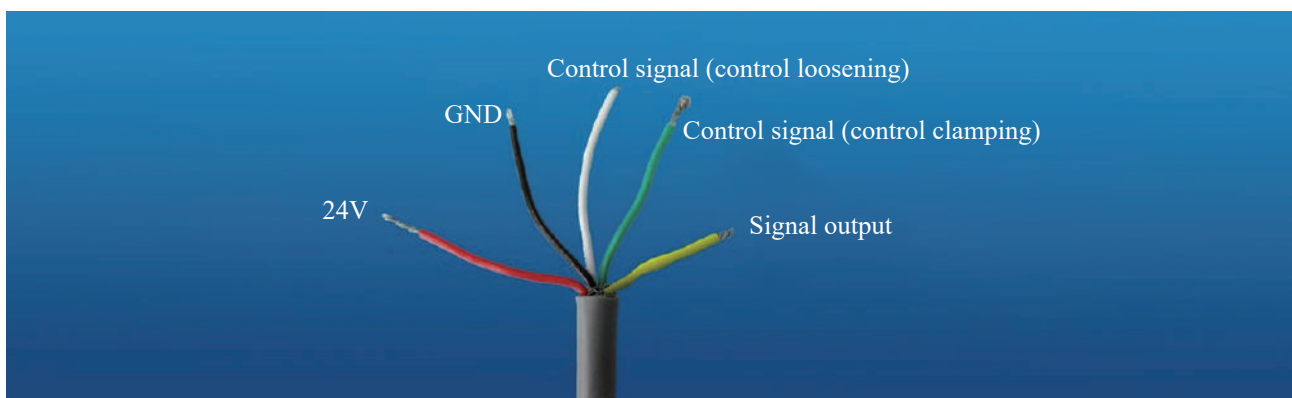 Control signal (control loosening)
GND
Control signal (control clamping)
24V
Signal output